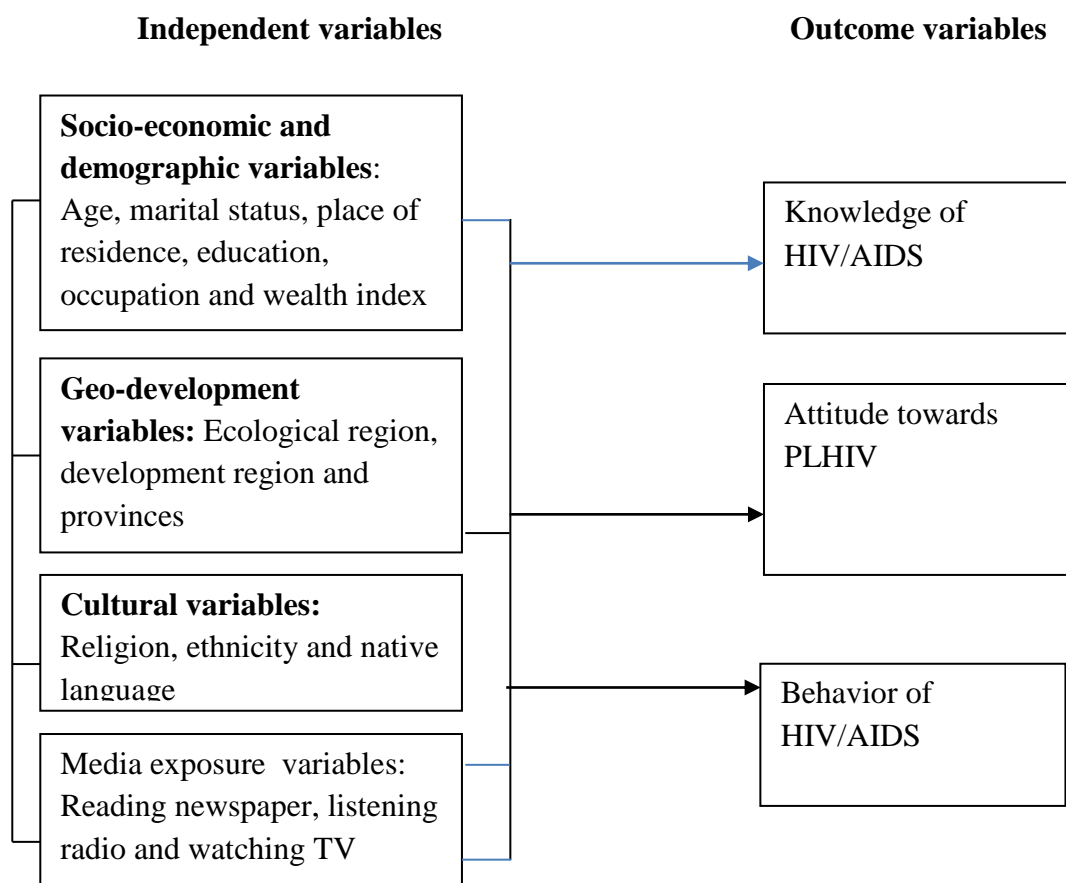 Independent variables
Outcome variables
Socio-economic and
demographic variables:
Age, marital status, place of
residence, education,
occupation and wealth index
Geo-development
variables: Ecological region,
development region and
provinces
Cultural variables:
Religion, ethnicity and native
language
Media exposure variables:
Reading newspaper, listening
radio and watching TV
Knowledge of
HIV/AIDS
Attitude towards
PLHIV
Behavior of
HIV/AIDS